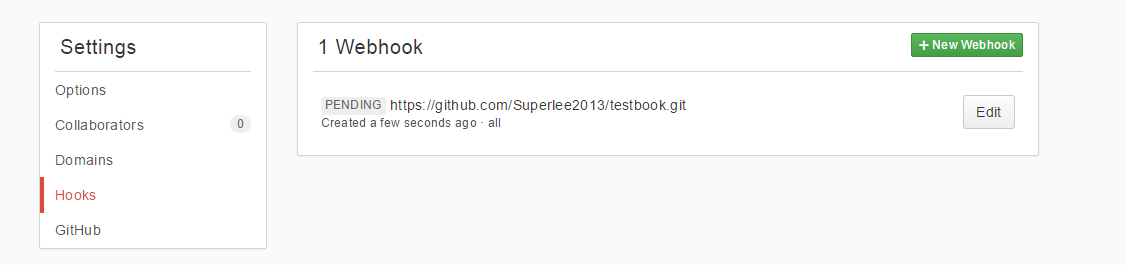 Settings
Options
Collaborators 0
Domains
Hooks
GitHub
1 Webhook
+ New Webhook
PENDING https://github.com/Superlee2013/testbook.git
Created a few seconds ago · all
Edit